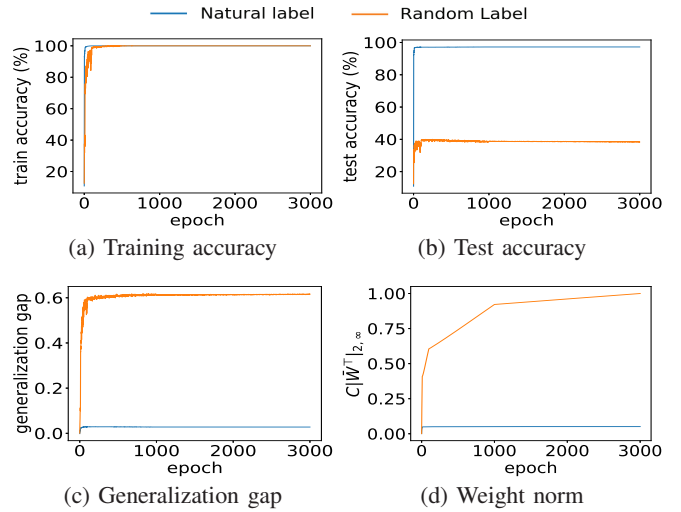 Natural label
Random Label
train accuracy (%)
100
80
60
40
20
0
1000
2000
3000
epoch
(a) Training accuracy
test accuracy (%)
100
80
60
40
20
0
1000
2000
3000
epoch
(b) Test accuracy
generalization gap
0.6
0.4
0.2
0.0
0
1000
2000
3000
epoch
(c) Generalization gap
C|W̄^⊤|_{2,∞}
1.00
0.75
0.50
0.25
0.00
0
1000
2000
3000
epoch
(d) Weight norm